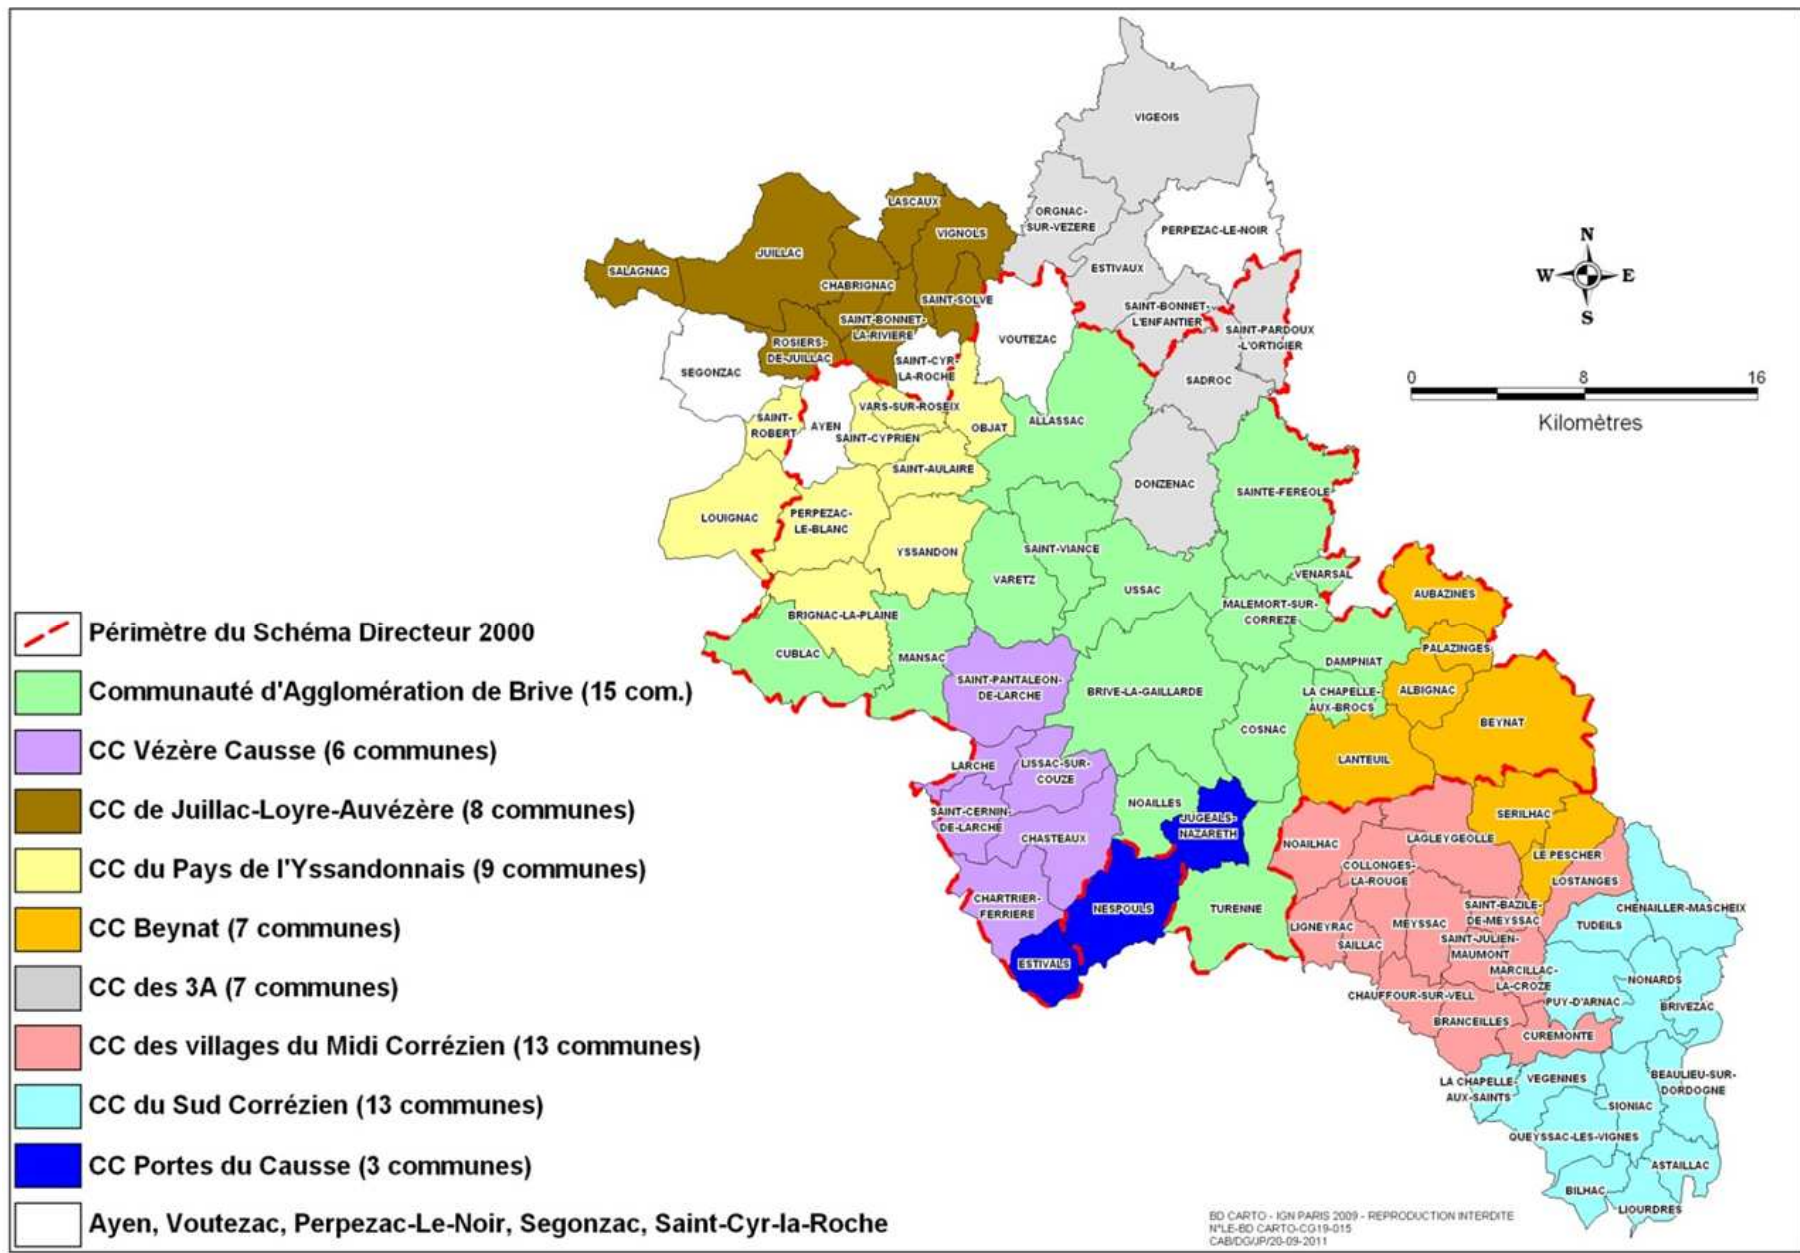 VIGEOIS
LASCAUX
ORGNAC-
SUR-VEZERE
PERPEZAC-LE-NOIR
VIGNOLS
N
W E
S
JUILLAC
SALAGNAC
ESTIVAUX
CHABRIGNAC
SAINT-SOLVE
SAINT-BONNET-
L'ENFANTIER
SAINT-BONNET-
LA-RIVIERE
SAINT-PARDOUX
-L'ORTIGIER
VOUTEZAC
ROSIERS-
DE-JUILLAC
SAINT-CYR-
LA-ROCHE
SEGONZAC
SADROC
0 8 16
Kilomètres
VARS-SUR-ROSEIX
SAINT-
ROBERT
AYEN
SAINT-CYPRIEN
OBJAT
ALLASSAC
SAINT-AULAIRE
DONZENAC
SAINTE-FEREOLE
LOUIGNAC
PERPEZAC-
LE-BLANC
YSSANDON
SAINT-VIANCE
VARETZ
USSAC
VENARSAL
AUBAZINES
BRIGNAC-LA-PLAINE
MALEMORT-SUR-
CORREZE
CUBLAC
MANSAC
PALAZINGES
DAMPNIAT
SAINT-PANTALEON-
DE-LARCHE
BRIVE-LA-GAILLARDE
LA CHAPELLE-
AUX-BROCS
ALBIGNAC
BEYNAT
COSNAC
LANTEUIL
LARCHE
LISSAC-SUR-
COUZE
NOAILLES
SAINT-CERNIN-
DE-LARCHE
JUGEALS-
NAZARETH
CHASTEAUX
SERILHAC
NOAILHAC
LAGLEYGEOLLE
LE PESCHER
COLLONGES-
LA-ROUGE
LOSTANGES
CHARTRIER-
FERRIERE
NESPOULS
TURENNE
SAINT-BAZILE-
DE-MEYSSAC
CHENAILLER-MASCHEIX
TUDEILS
LIGNEYRAC
MEYSSAC
SAILLAC
SAINT-JULIEN-
MAUMONT
ESTIVALS
MARCILLAC-
LA-CROZE
NONARDS
CHAUFFOUR-SUR-VELL
PUY-D'ARNAC
BRIVEZAC
BRANCEILLES
CUREMONTE
LA CHAPELLE-
AUX-SAINTS
VEGENNES
BEAULIEU-SUR-
DORDOGNE
SIONIAC
QUEYSSAC-LES-VIGNES
ASTAILLAC
BILHAC
LIOURDRES
Périmètre du Schéma Directeur 2000
Communauté d'Agglomération de Brive (15 com.)
CC Vézère Causse (6 communes)
CC de Juillac-Loyre-Auvézère (8 communes)
CC du Pays de l'Yssandonnais (9 communes)
CC Beynat (7 communes)
CC des 3A (7 communes)
CC des villages du Midi Corrézien (13 communes)
CC du Sud Corrézien (13 communes)
CC Portes du Causse (3 communes)
Ayen, Voutezac, Perpezac-Le-Noir, Segonzac, Saint-Cyr-la-Roche
BD CARTO - IGN PARIS 2009 - REPRODUCTION INTERDITE
N°LE-BD CARTO-CG19-015
CAB/DG/JP/20-09-2011